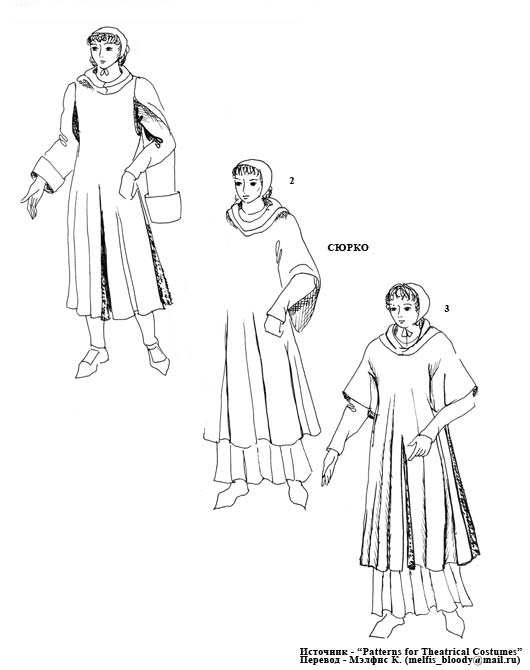 2
СЮРКО
3
Источник - “Patterns for Theatrical Costumes”
Перевод - Мэлфис К. (melfis_bloody@mail.ru)